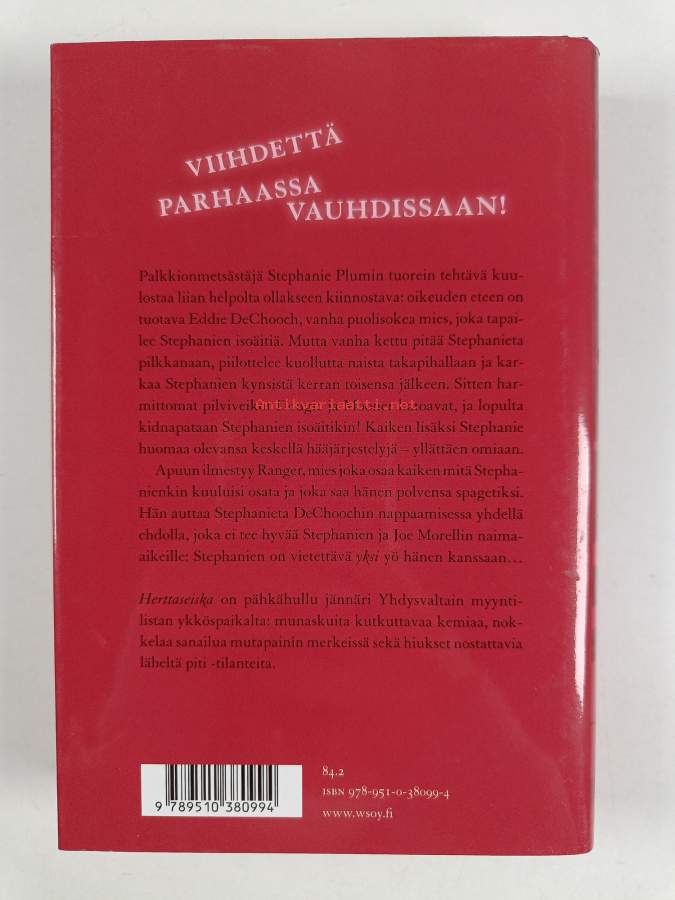 VIIHDETTÄ
PARHAASSA
VAUHDISSAAN!
Palkkionmetsästäjä Stephanie Plumin tuorein tehtävä kuu-
lostaa liian helpolta ollakseen kiinnostava: oikeuden eteen on
tuotava Eddie DeChooch, vanha puolisokea mies, joka tapai-
lee Stephanien isoäitiä. Mutta vanha kettu pitää Stephanieta
pilkkanaan, piilottelee kuollutta naista takapihallaan ja kar-
kaa Stephanien kynsistä kerran toisensa jälkeen. Sitten har-
mittomat pilviveikot ja katoavat, ja lopulta
Antikvariaatti.net
kidnapataan Stephanien isoäitikin! Kaiken lisäksi Stephanie
huomaa olevansa keskellä hääjärjestelyjä – yllättäen omiaan.
Apuun ilmestyy Ranger, mies joka osaa kaiken mitä Stepha-
nienkin kuuluisi osata ja joka saa hänen polvensa spagetiksi.
Hän auttaa Stephanieta DeChoochin nappaamisessa yhdellä
ehdolla, joka ei tee hyvää Stephanien ja Joe Morellin naima-
aikeille: Stephanien on vietettävä yksi yö hänen kanssaan...
Herttaseiska on pähkähullu jännäri Yhdysvaltain myynti-
listan ykköspaikalta: munaskuita kutkuttavaa kemiaa, nok-
kelaa sanailua mutapainin merkeissä sekä hiukset nostattavia
läheltä piti -tilanteita.
84.2
ISBN 978-951-0-38099-4
www.wsoy.fi
9 789510 380994